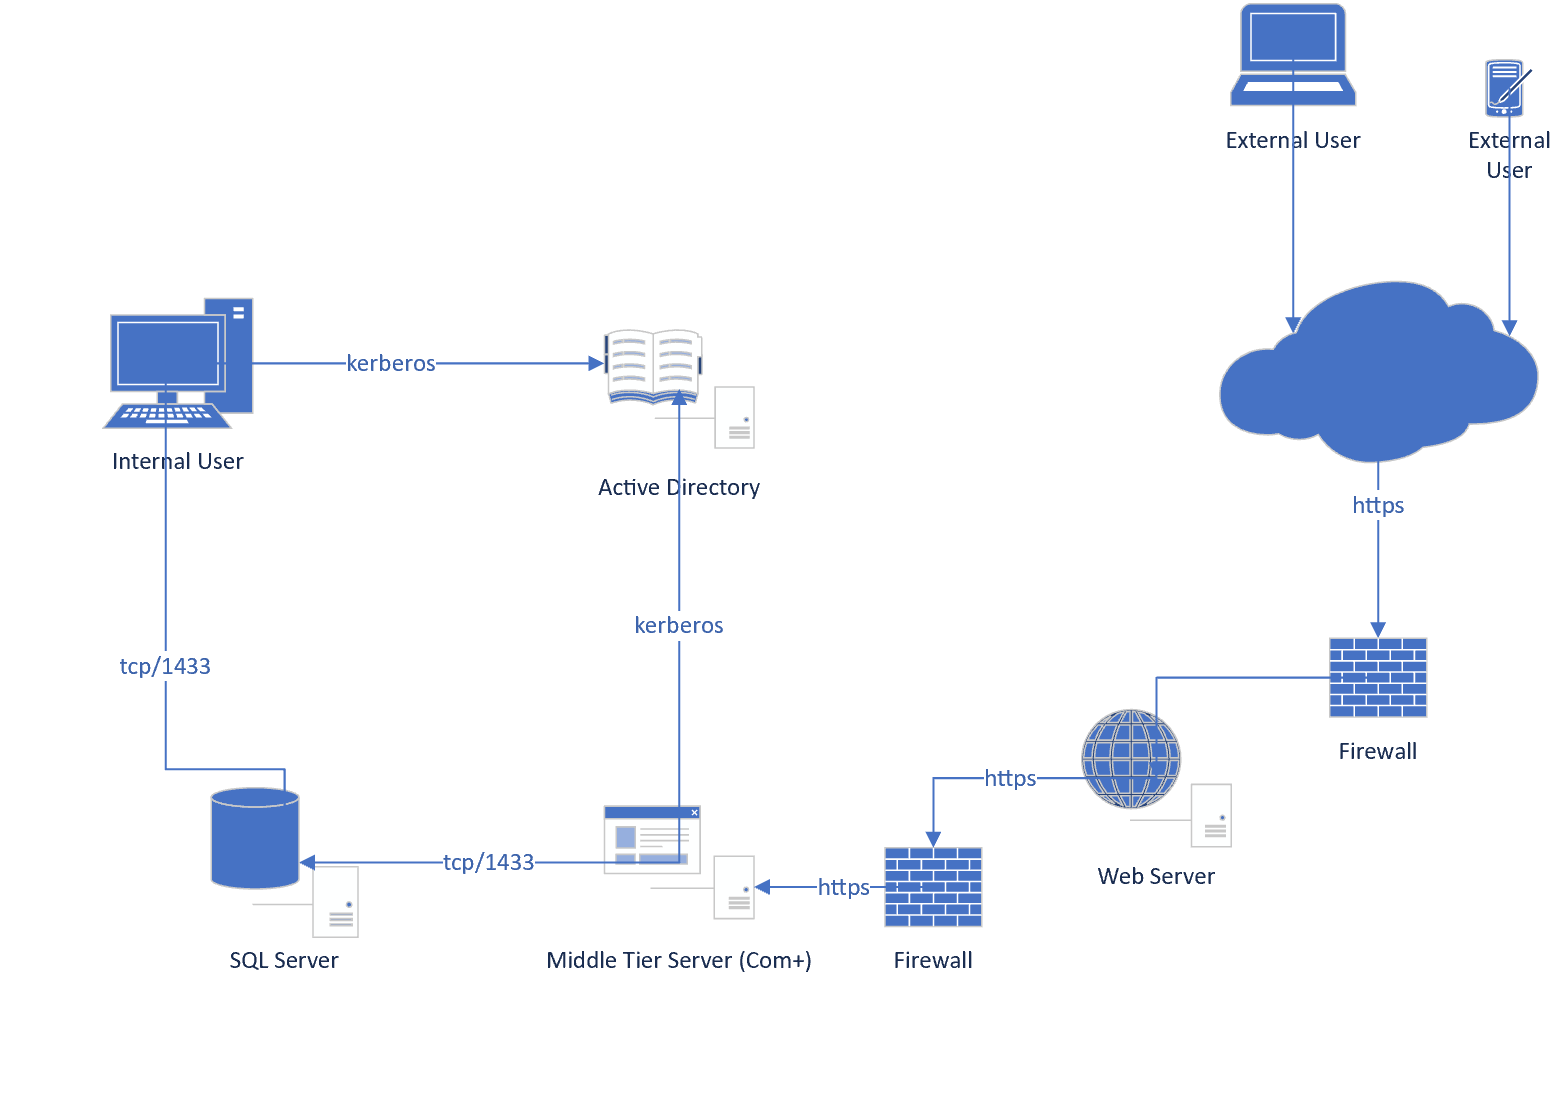 External User
External
User
kerberos
Internal User
Active Directory
https
kerberos
tcp/1433
Firewall
https
Web Server
tcp/1433
https
SQL Server
Middle Tier Server (Com+)
Firewall